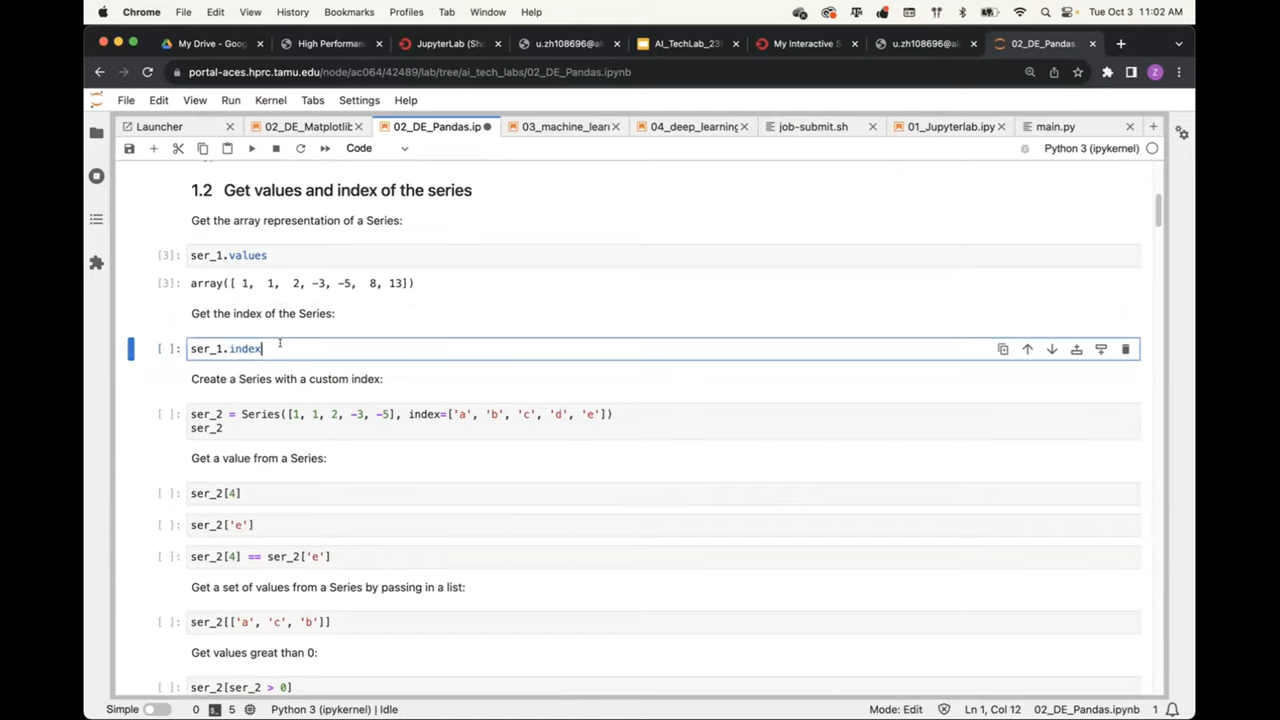 Chrome File Edit View History Bookmarks Profiles Tab Window Help Tue Oct 3 11:02 AM
My Drive - Goo High Performan JupyterLab (Sho u.zh108696@al AI_TechLab_23 My Interactive S u.zh108696@ac 02_DE_Pandas.
portal-aces.hprc.tamu.edu/node/ac064/42489/lab/tree/ai_tech_labs/02_DE_Pandas.ipynb Z
File Edit View Run Kernel Tabs Settings Help
Launcher 02_DE_Matplotlib 02_DE_Pandas.ip 03_machine_learn 04_deep_learning job-submit.sh 01_Jupyterlab.ipy main.py
Code Python 3 (ipykernel)
1.2 Get values and index of the series
Get the array representation of a Series:
[3]: ser_1.values
[3]: array([ 1, 1, 2, -3, -5, 8, 13])
Get the index of the Series:
[ ]: ser_1.index
Create a Series with a custom index:
[ ]: ser_2 = Series([1, 1, 2, -3, -5], index=['a', 'b', 'c', 'd', 'e'])
ser_2
Get a value from a Series:
[ ]: ser_2[4]
[ ]: ser_2['e']
[ ]: ser_2[4] == ser_2['e']
Get a set of values from a Series by passing in a list:
[ ]: ser_2[['a', 'c', 'b']]
Get values great than 0:
[ ]: ser_2[ser_2 > 0]
Simple 0 5 Python 3 (ipykernel) | Idle Mode: Edit Ln 1, Col 12 02_DE_Pandas.ipynb 1